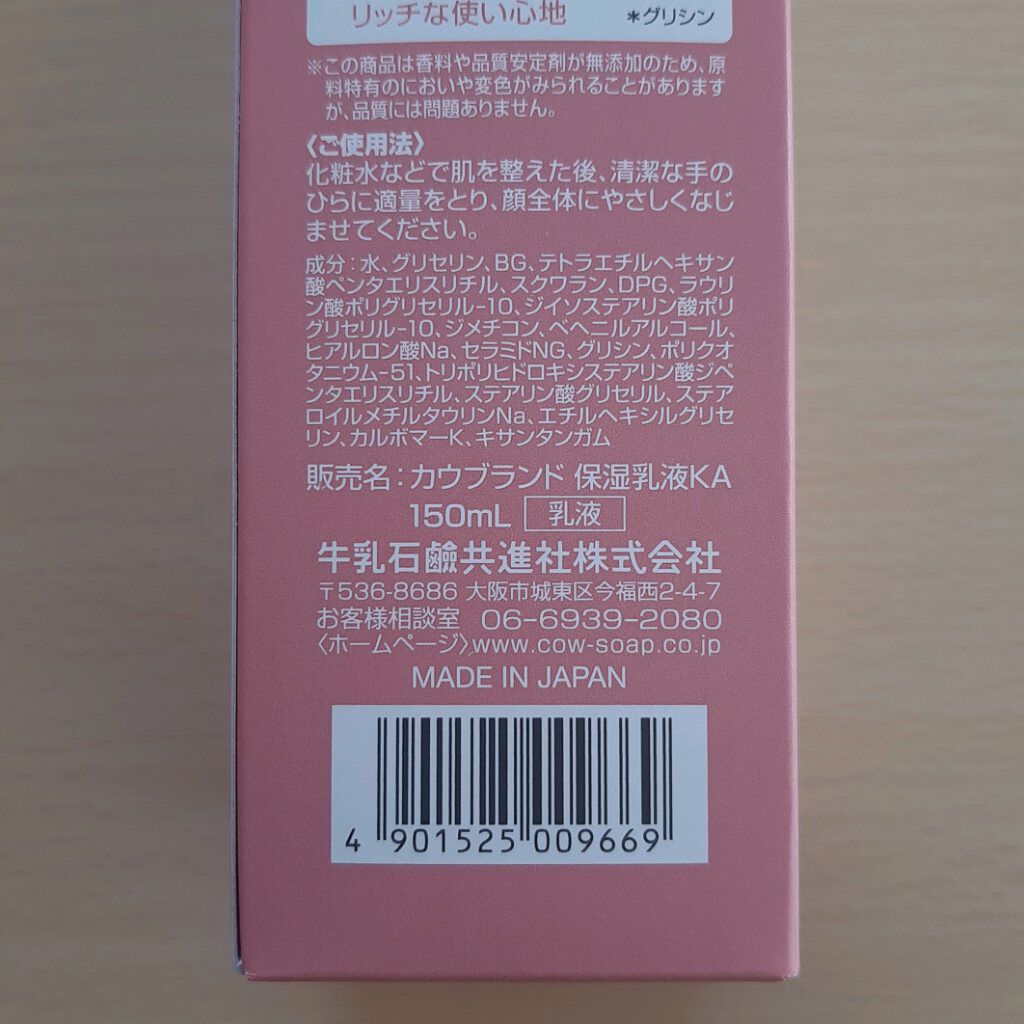 リッチな使い心地 *グリシン
※この商品は香料や品質安定剤が無添加のため、原
料特有のにおいや変色がみられることがあります
が、品質には問題ありません。
〈ご使用法〉
化粧水などで肌を整えた後、清潔な手の
ひらに適量をとり、顔全体にやさしくなじ
ませてください。
成分:水、グリセリン、BG、テトラエチルヘキサン
酸ペンタエリスリチル、スクワラン、DPG、ラウリ
ン酸ポリグリセリル-10、ジイソステアリン酸ポリ
グリセリル-10、ジメチコン、ベヘニルアルコール、
ヒアルロン酸Na、セラミドNG、グリシン、ポリクオ
タニウム-51、トリポリヒドロキシステアリン酸ジペ
ンタエリスリチル、ステアリン酸グリセリル、ステア
ロイルメチルタウリンNa、エチルヘキシルグリセ
リン、カルボマーK、キサンタンガム
販売名:カウブランド 保湿乳液KA
150mL 乳液
牛乳石鹼共進社株式会社
〒536-8686 大阪市城東区今福西2-4-7
お客様相談室 06-6939-2080
〈ホームページ〉www.cow-soap.co.jp
MADE IN JAPAN
4 901525 009669